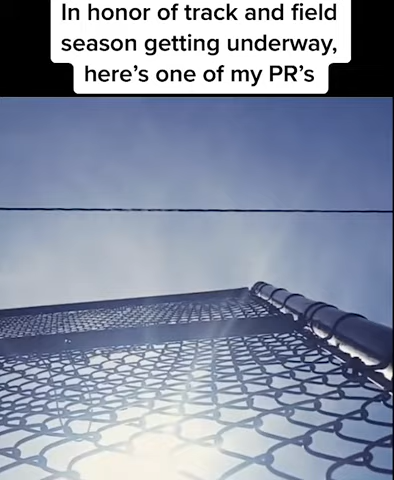 In honor of track and field
season getting underway,
here’s one of my PR’s